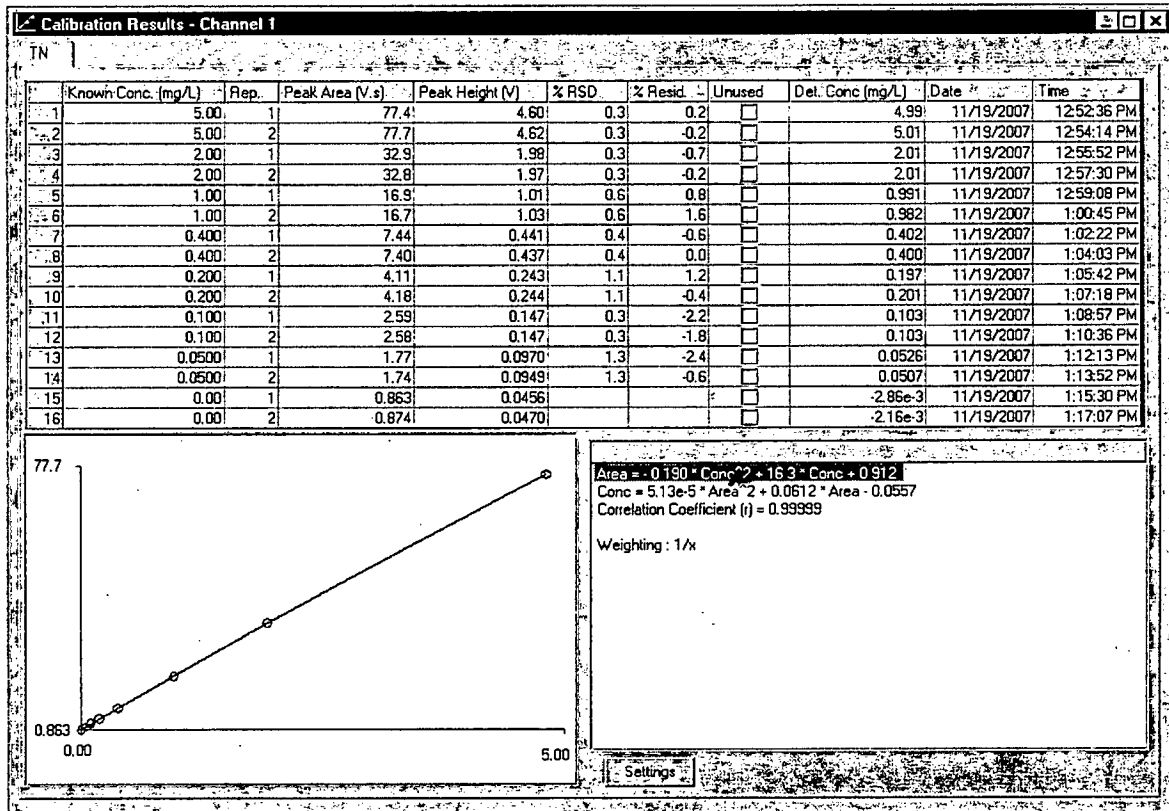 Calibration Results - Channel 1
TN
Known Conc. (mg/L) Rep. Peak Area (V.s) Peak Height (V) % RSD % Resid. Unused Det. Conc (mg/L) Date Time
1 5.00 1 77.4 4.60 0.3 0.2 4.99 11/19/2007 12:52:36 PM
2 5.00 2 77.7 4.62 0.3 -0.2 5.01 11/19/2007 12:54:14 PM
3 2.00 1 32.9 1.98 0.3 -0.7 2.01 11/19/2007 12:55:52 PM
4 2.00 2 32.8 1.97 0.3 -0.2 2.01 11/19/2007 12:57:30 PM
5 1.00 1 16.9 1.01 0.6 0.8 0.991 11/19/2007 12:59:08 PM
6 1.00 2 16.7 1.03 0.6 1.6 0.982 11/19/2007 1:00:45 PM
7 0.400 1 7.44 0.441 0.4 -0.6 0.402 11/19/2007 1:02:22 PM
8 0.400 2 7.40 0.437 0.4 0.0 0.400 11/19/2007 1:04:03 PM
9 0.200 1 4.11 0.243 1.1 1.2 0.197 11/19/2007 1:05:42 PM
10 0.200 2 4.18 0.244 1.1 -0.4 0.201 11/19/2007 1:07:18 PM
11 0.100 1 2.59 0.147 0.3 -2.2 0.103 11/19/2007 1:08:57 PM
12 0.100 2 2.58 0.147 0.3 -1.8 0.103 11/19/2007 1:10:36 PM
13 0.0500 1 1.77 0.0970 1.3 -2.4 0.0526 11/19/2007 1:12:13 PM
14 0.0500 2 1.74 0.0949 1.3 -0.6 0.0507 11/19/2007 1:13:52 PM
15 0.00 1 0.863 0.0456 -2.86e-3 11/19/2007 1:15:30 PM
16 0.00 2 0.874 0.0470 -2.16e-3 11/19/2007 1:17:07 PM
77.7
0.863
0.00
5.00
Area = - 0.190 * Conc^2 + 16.3 * Conc + 0.912
Conc = 5.13e-5 * Area^2 + 0.0612 * Area - 0.0557
Correlation Coefficient (r) = 0.99999
Weighting : 1/x
Settings